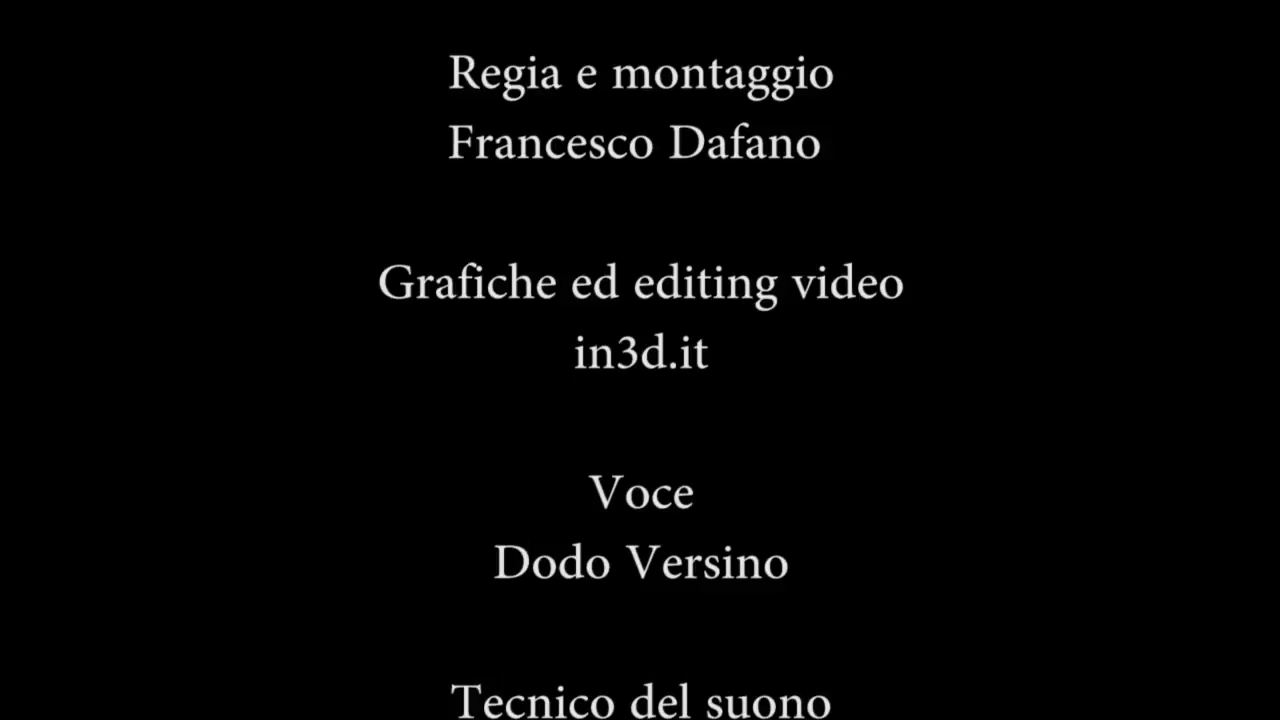 Regia e montaggio
Francesco Dafano
Grafiche ed editing video
in3d.it
Voce
Dodo Versino
Tecnico del suono